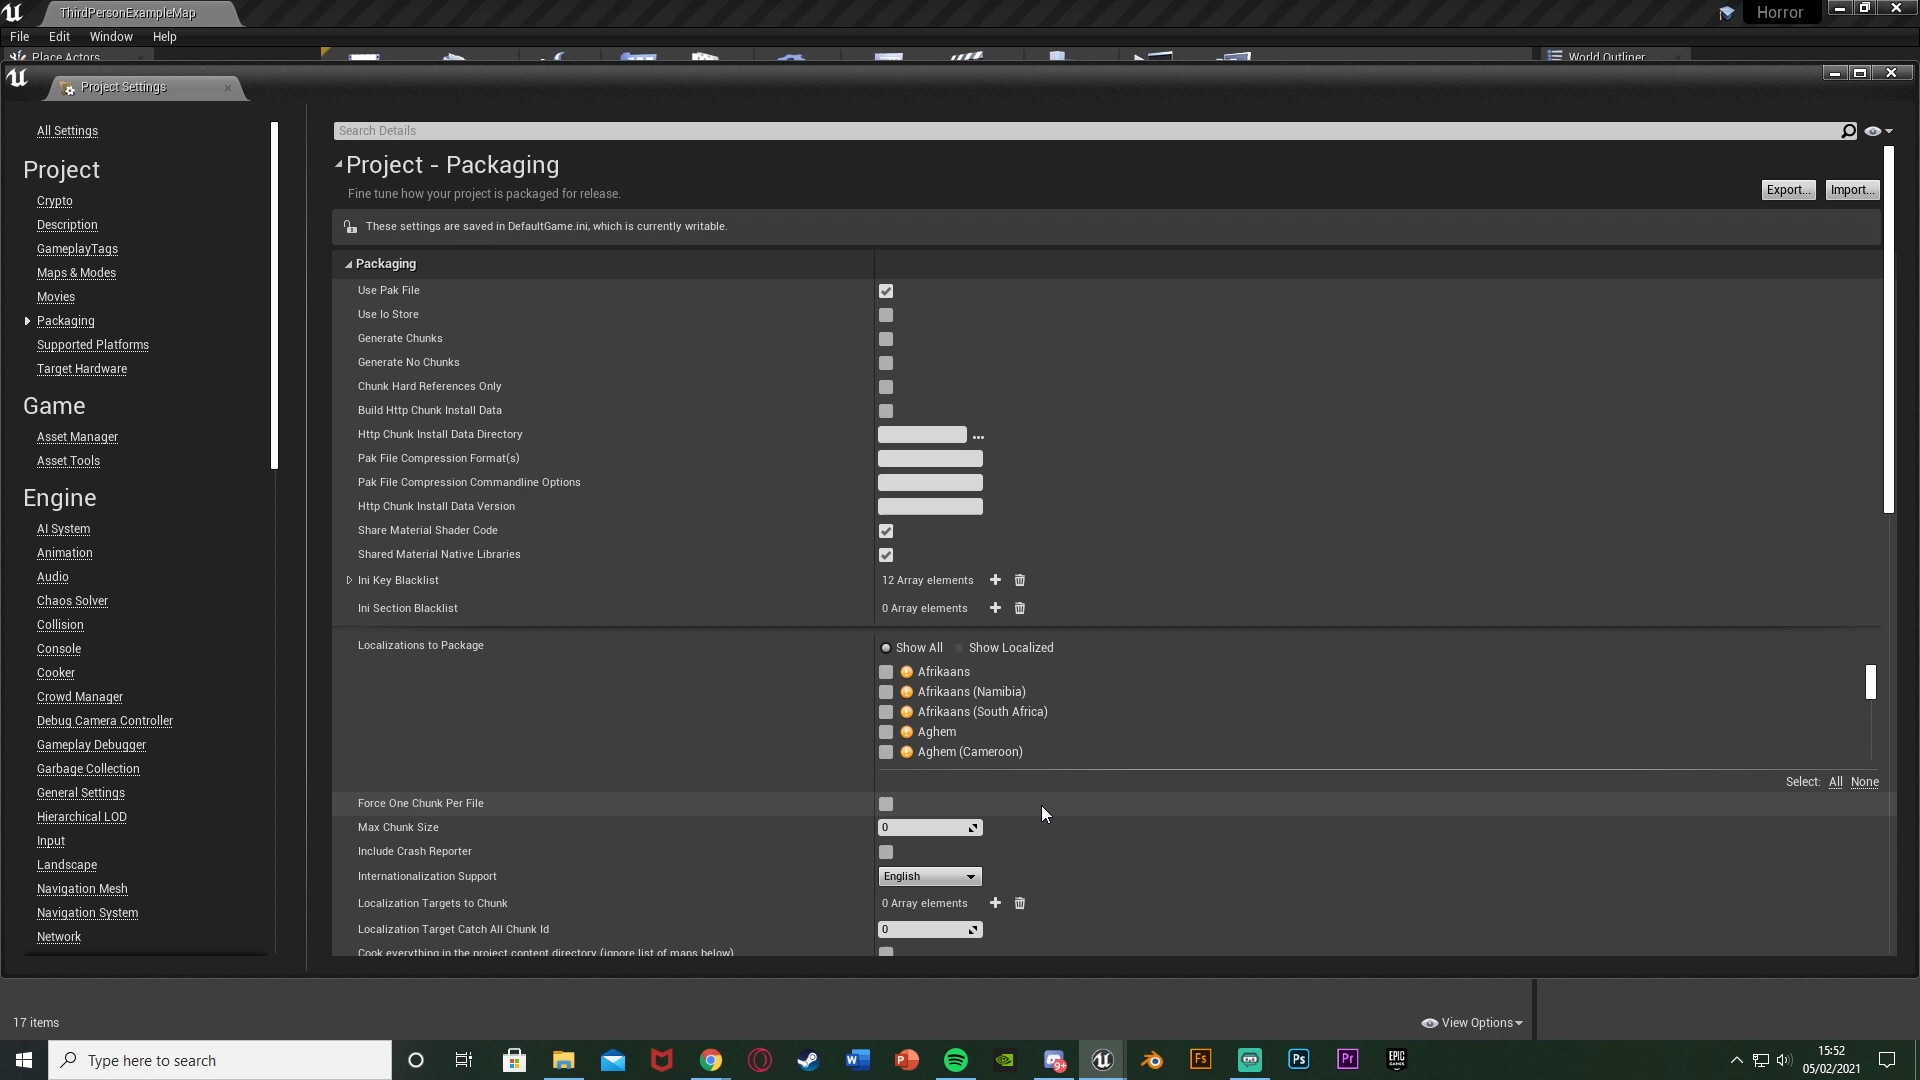 ThirdPersonExampleMap
Horror
File Edit Window Help
Place Actors
World Outliner
Project Settings
All Settings
Project
Crypto
Description
GameplayTags
Maps & Modes
Movies
Packaging
Supported Platforms
Target Hardware
Game
Asset Manager
Asset Tools
Engine
AI System
Animation
Audio
Chaos Solver
Collision
Console
Cooker
Crowd Manager
Debug Camera Controller
Gameplay Debugger
Garbage Collection
General Settings
Hierarchical LOD
Input
Landscape
Navigation Mesh
Navigation System
Network
Search Details
Project - Packaging
Fine tune how your project is packaged for release.
Export... Import...
These settings are saved in DefaultGame.ini, which is currently writable.
Packaging
Use Pak File
Use Io Store
Generate Chunks
Generate No Chunks
Chunk Hard References Only
Build Http Chunk Install Data
Http Chunk Install Data Directory ...
Pak File Compression Format(s)
Pak File Compression Commandline Options
Http Chunk Install Data Version
Share Material Shader Code
Shared Material Native Libraries
Ini Key Blacklist 12 Array elements
Ini Section Blacklist 0 Array elements
Localizations to Package Show All Show Localized
Afrikaans
Afrikaans (Namibia)
Afrikaans (South Africa)
Aghem
Aghem (Cameroon)
Select: All None
Force One Chunk Per File
Max Chunk Size 0
Include Crash Reporter
Internationalization Support English
Localization Targets to Chunk 0 Array elements
Localization Target Catch All Chunk Id 0
Cook everything in the project content directory (ignore list of maps below)
17 items
View Options
Type here to search
W
P
9+
Fs
Ps
Pr
EPIC GAMES
15:52
05/02/2021